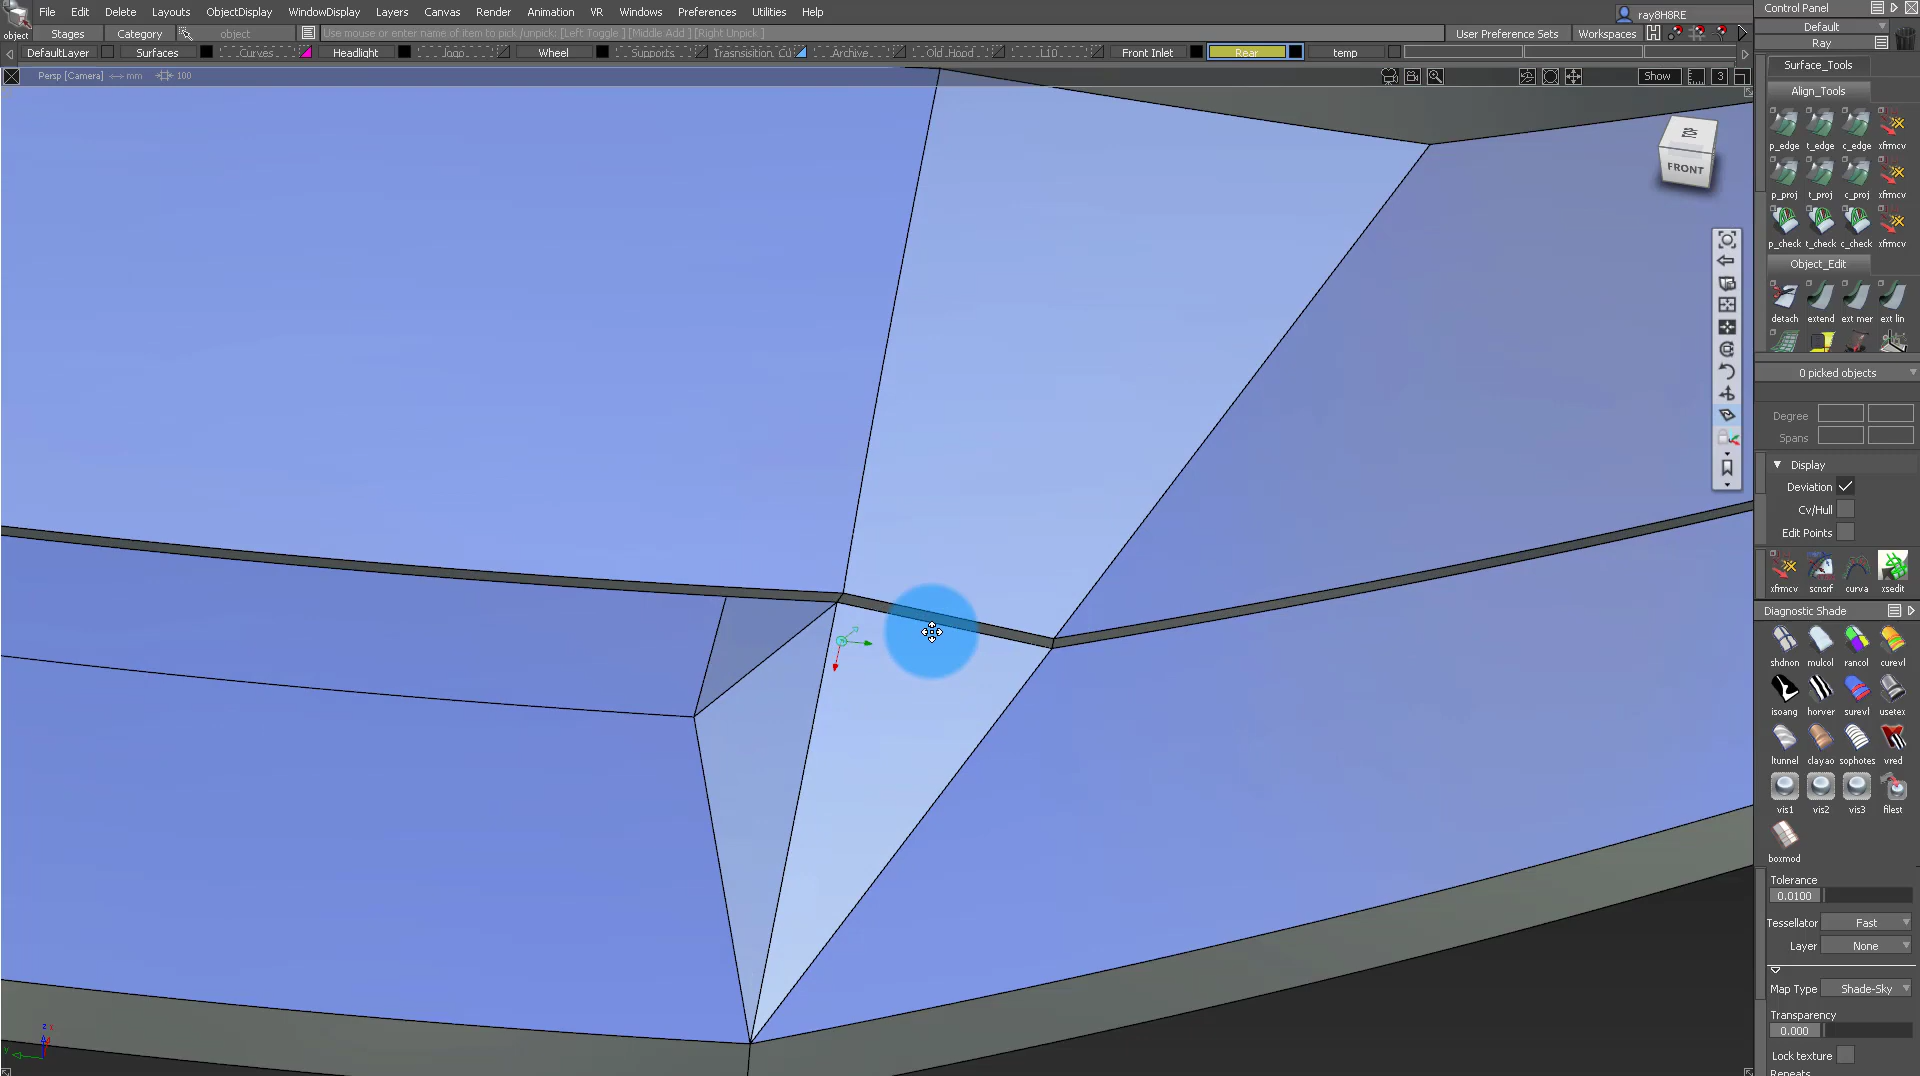 File Edit Delete Layouts ObjectDisplay WindowDisplay Layers Canvas Render Animation VR Windows Preferences Utilities Help
ray8H8RE
object Stages Category object Use mouse or enter name of item to pick /unpick: [Left Toggle ] [Middle Add ] [Right Unpick ] User Preference Sets Workspaces
DefaultLayer Surfaces Curves Headlight Wheel Supports Trasnsistion_Cu Archive Old_Hood L10 Front Inlet Rear temp
Persp [Camera] mm 100 Show 3
FRONT
z
y
Control Panel
Default
Ray
Surface_Tools
Align_Tools
p_edge t_edge c_edge xfrmcv
p_proj t_proj c_proj xfrmcv
p_check t_check c_check xfrmcv
Object_Edit
detach extend ext mer ext lin
0 picked objects
Degree
Spans
Display
Deviation
Cv/Hull
Edit Points
xfrmcv scnsrf curva xsedit
Diagnostic Shade
shdnon mulcol rancol curevl
isoang horver surevl usetex
ltunnel clayao sophotes vred
vis1 vis2 vis3 filest
boxmod
Tolerance
0.0100
Tessellator Fast
Layer None
Map Type Shade-Sky
Transparency
0.000
Lock texture
Repeats